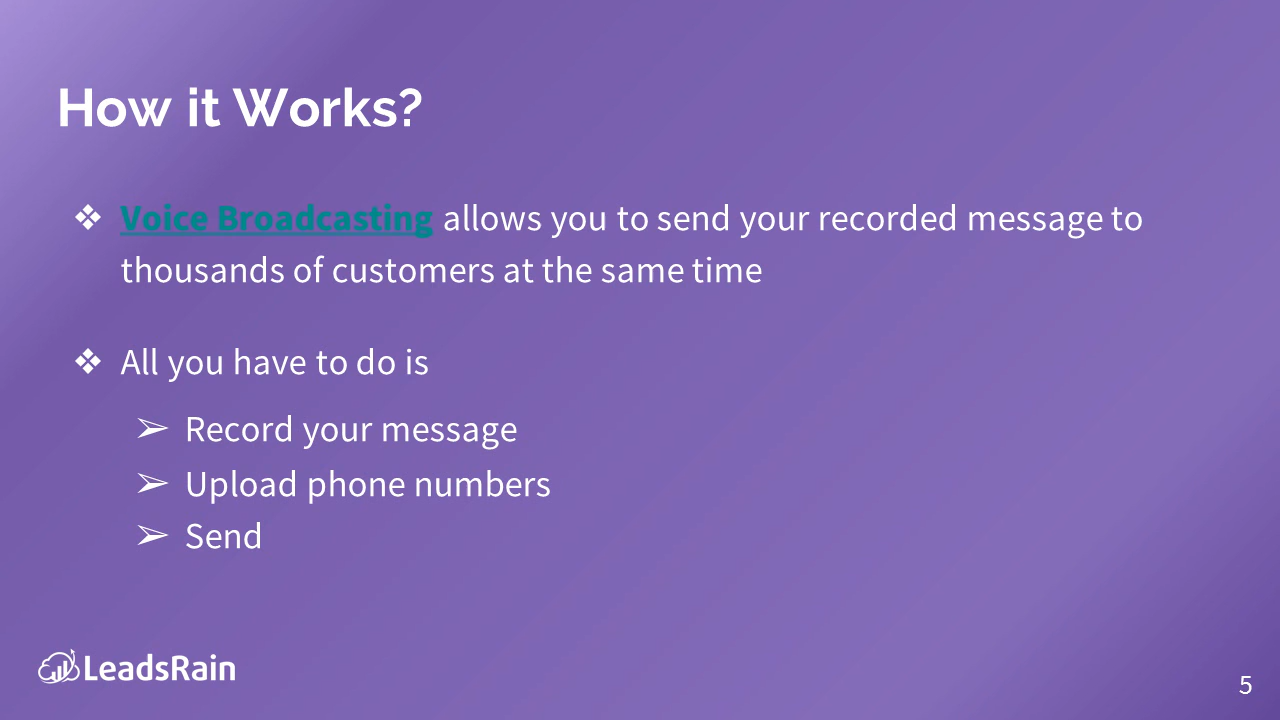 How it Works?
❖ Voice Broadcasting allows you to send your recorded message to
thousands of customers at the same time
❖ All you have to do is
➢ Record your message
➢ Upload phone numbers
➢ Send
LeadsRain
5